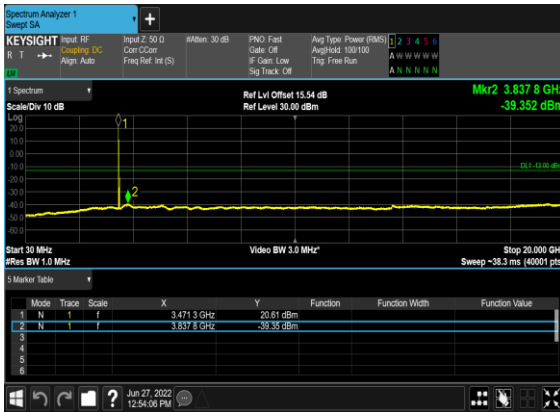 Spectrum Analyzer 1
Swept SA
KEYSIGHT Input: RF Input Z: 50 Ω #Atten: 30 dB PNO: Fast Avg Type: Power (RMS) 1 2 3 4 5 6
R T Coupling: DC Corr CCorr Gate: Off Avg|Hold: 100/100 A W W W W W
Align: Auto Freq Ref: Int (S) IF Gain: Low Trig: Free Run
LXI Sig Track: Off A N N N N N
1 Spectrum Ref Lvl Offset 15.54 dB Mkr2 3.837 8 GHz
Scale/Div 10 dB Ref Level 30.00 dBm -39.352 dBm
Log
20.0
10.0
0.00
-10.0
DL1 -13.00 dBm
-20.0
-30.0
-40.0
-50.0
-60.0
1
2
Start 30 MHz Video BW 3.0 MHz* Stop 20.000 GHz
#Res BW 1.0 MHz Sweep ~38.3 ms (40001 pts)
5 Marker Table
Mode Trace Scale X Y Function Function Width Function Value
1 N 1 f 3.471 3 GHz 20.61 dBm
2 N 1 f 3.837 8 GHz -39.35 dBm
3
4
5
6
? Jun 27, 2022
12:54:06 PM